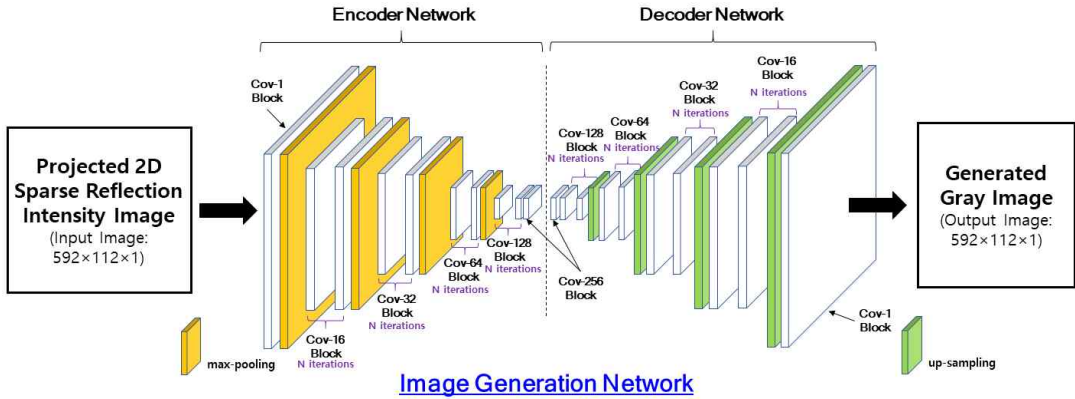 Encoder Network
Decoder Network
Cov-1
Block
Cov-16
Block
N iterations
Cov-32
Block
N iterations
Cov-64
Block
N iterations
Cov-128
Block
N iterations
Projected 2D
Sparse Reflection
Intensity Image
(Input Image:
592×112×1)
Generated
Gray Image
(Output Image:
592×112×1)
Cov-128
Block
N iterations
Cov-64
Block
N iterations
Cov-256
Block
Cov-32
Block
N iterations
Cov-1
Block
Cov-16
Block
N iterations
max-pooling
up-sampling
Image Generation Network